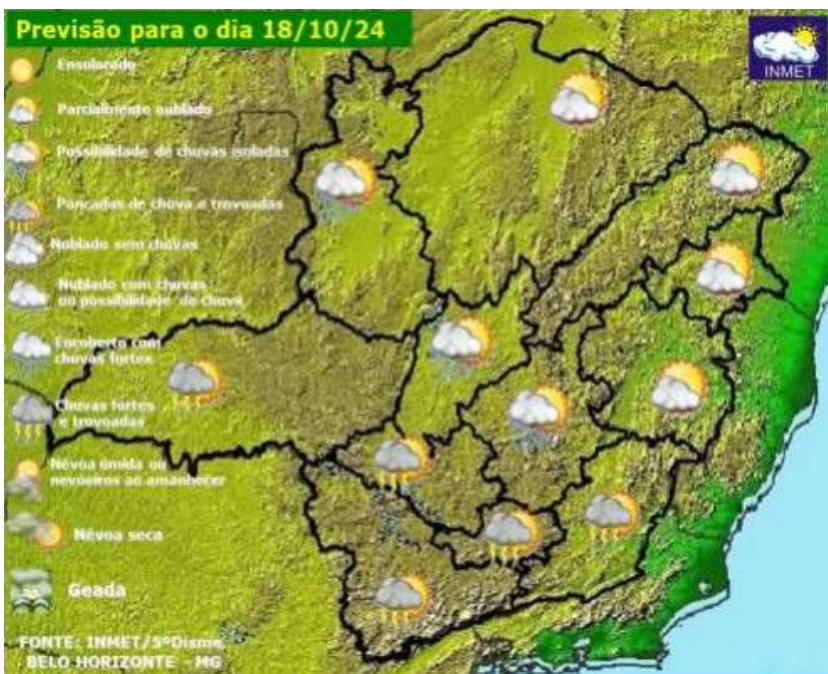 Previsão para o dia 18/10/24
INMET
Ensolarado
Parcialmente nublado
Possibilidade de chuvas isoladas
Pancadas de chuva e trovoadas
Nublado sem chuvas
Nublado com chuvas
ou possibilidade de chuva
Encoberto com
chuvas fortes
Chuvas fortes
e trovoadas
Névoa úmida ou
nevoeiros ao amanhecer
Névoa seca
Geada
FONTE: INMET/5ºDisme
BELO HORIZONTE - MG